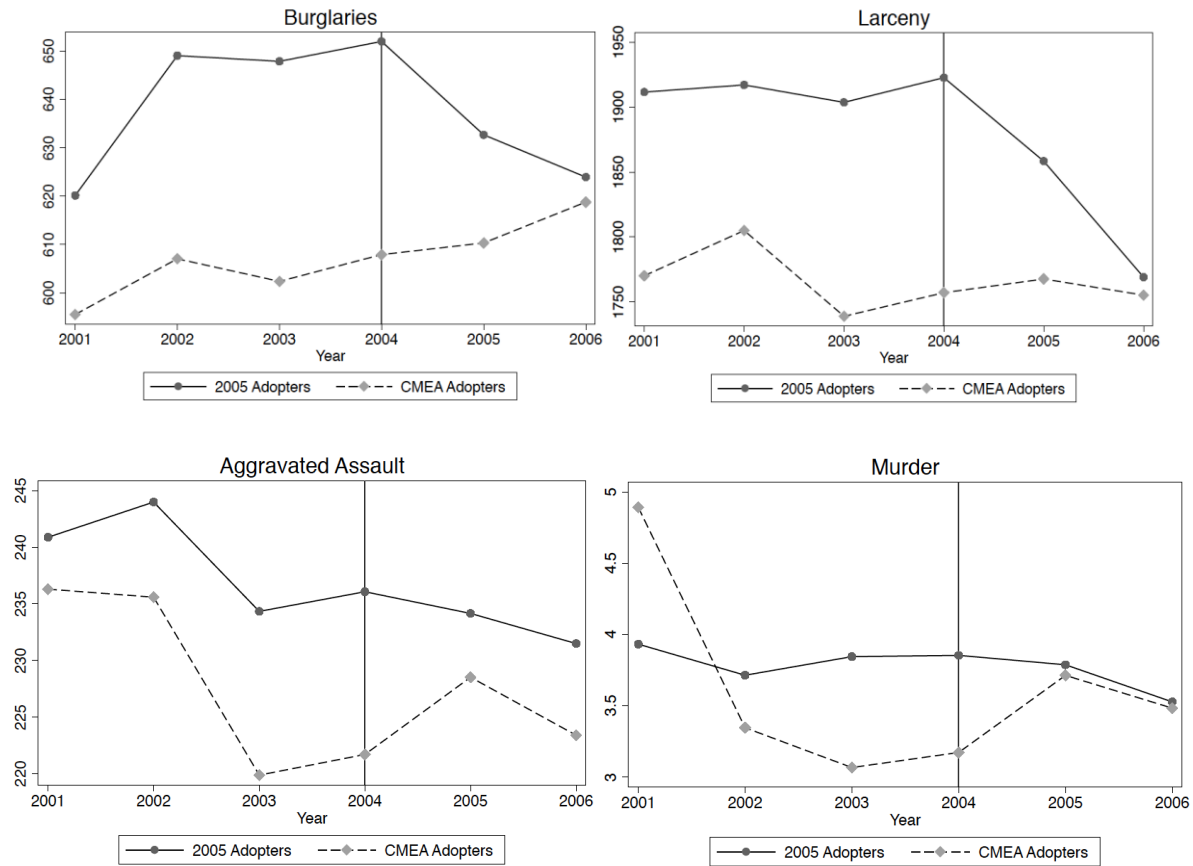 Burglaries
650
640
630
620
610
600
2001 2002 2003 2004 2005 2006
Year
2005 Adopters CMEA Adopters
Larceny
1950
1900
1850
1800
1750
2001 2002 2003 2004 2005 2006
Year
2005 Adopters CMEA Adopters
Aggravated Assault
245
240
235
230
225
220
2001 2002 2003 2004 2005 2006
Year
2005 Adopters CMEA Adopters
Murder
5
4.5
4
3.5
3
2001 2002 2003 2004 2005 2006
Year
2005 Adopters CMEA Adopters